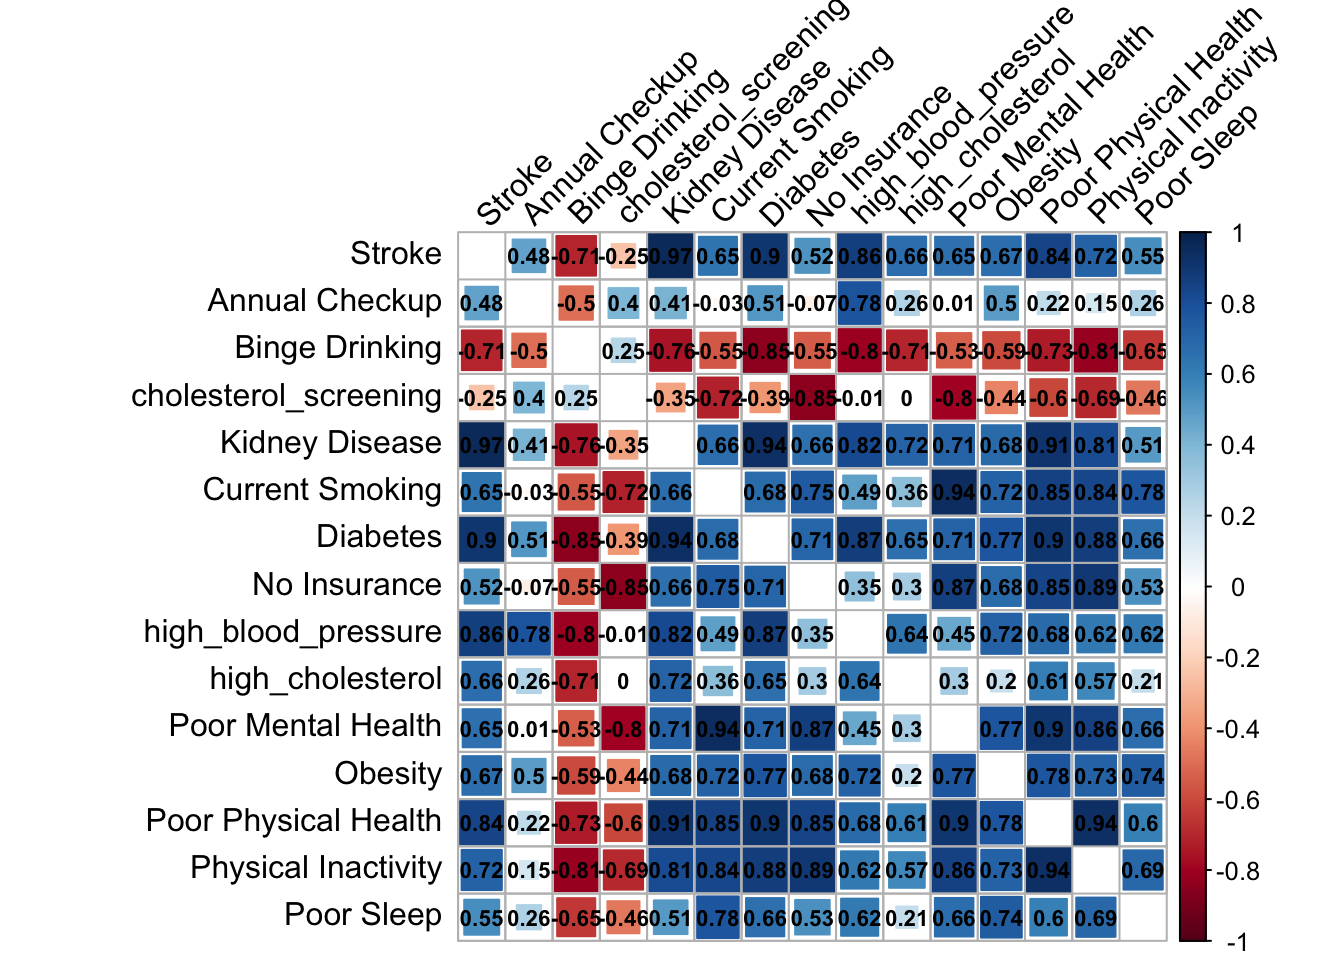 Stroke
Annual Checkup
Binge Drinking
cholesterol_screening
Kidney Disease
Current Smoking
Diabetes
No Insurance
high_blood_pressure
high_cholesterol
Poor Mental Health
Obesity
Poor Physical Health
Physical Inactivity
Poor Sleep
Stroke 0.48 -0.71 -0.25 0.97 0.65 0.9 0.52 0.86 0.66 0.65 0.67 0.84 0.72 0.55
Annual Checkup 0.48 -0.5 0.4 0.41 -0.03 0.51 -0.07 0.78 0.26 0.01 0.5 0.22 0.15 0.26
Binge Drinking -0.71 -0.5 0.25 -0.76 -0.55 -0.85 -0.55 -0.8 -0.71 -0.53 -0.59 -0.73 -0.81 -0.65
cholesterol_screening -0.25 0.4 0.25 -0.35 -0.72 -0.39 -0.85 -0.01 0 -0.8 -0.44 -0.6 -0.69 -0.46
Kidney Disease 0.97 0.41 -0.76 -0.35 0.66 0.94 0.66 0.82 0.72 0.71 0.68 0.91 0.81 0.51
Current Smoking 0.65 -0.03 -0.55 -0.72 0.66 0.68 0.75 0.49 0.36 0.94 0.72 0.85 0.84 0.78
Diabetes 0.9 0.51 -0.85 -0.39 0.94 0.68 0.71 0.87 0.65 0.71 0.77 0.9 0.88 0.66
No Insurance 0.52 -0.07 -0.55 -0.85 0.66 0.75 0.71 0.35 0.3 0.87 0.68 0.85 0.89 0.53
high_blood_pressure 0.86 0.78 -0.8 -0.01 0.82 0.49 0.87 0.35 0.64 0.45 0.72 0.68 0.62 0.62
high_cholesterol 0.66 0.26 -0.71 0 0.72 0.36 0.65 0.3 0.64 0.3 0.2 0.61 0.57 0.21
Poor Mental Health 0.65 0.01 -0.53 -0.8 0.71 0.94 0.71 0.87 0.45 0.3 0.77 0.9 0.86 0.66
Obesity 0.67 0.5 -0.59 -0.44 0.68 0.72 0.77 0.68 0.72 0.2 0.77 0.78 0.73 0.74
Poor Physical Health 0.84 0.22 -0.73 -0.6 0.91 0.85 0.9 0.85 0.68 0.61 0.9 0.78 0.94 0.6
Physical Inactivity 0.72 0.15 -0.81 -0.69 0.81 0.84 0.88 0.89 0.62 0.57 0.86 0.73 0.94 0.69
Poor Sleep 0.55 0.26 -0.65 -0.46 0.51 0.78 0.66 0.53 0.62 0.21 0.66 0.74 0.6 0.69
1
0.8
0.6
0.4
0.2
0
-0.2
-0.4
-0.6
-0.8
-1